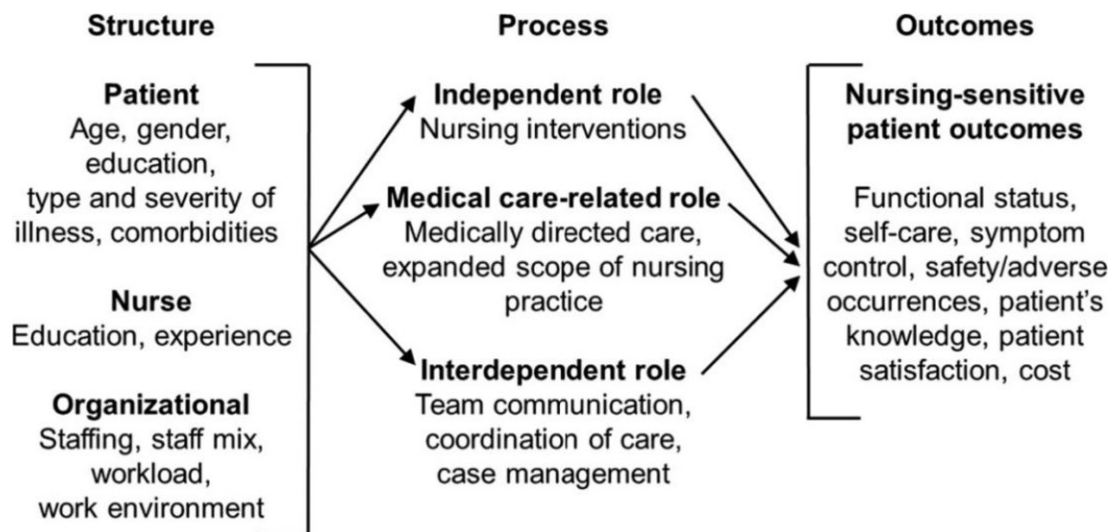 Structure
Patient
Age, gender,
education,
type and severity of
illness, comorbidities
Nurse
Education, experience
Organizational
Staffing, staff mix,
workload,
work environment
Process
Independent role
Nursing interventions
Medical care-related role
Medically directed care,
expanded scope of nursing
practice
Interdependent role
Team communication,
coordination of care,
case management
Outcomes
Nursing-sensitive
patient outcomes
Functional status,
self-care, symptom
control, safety/adverse
occurrences, patient's
knowledge, patient
satisfaction, cost